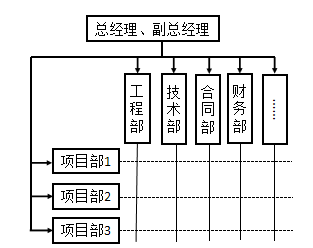 总经理、副总经理
工程部
技术部
合同部
财务部
……
项目部1
项目部2
项目部3